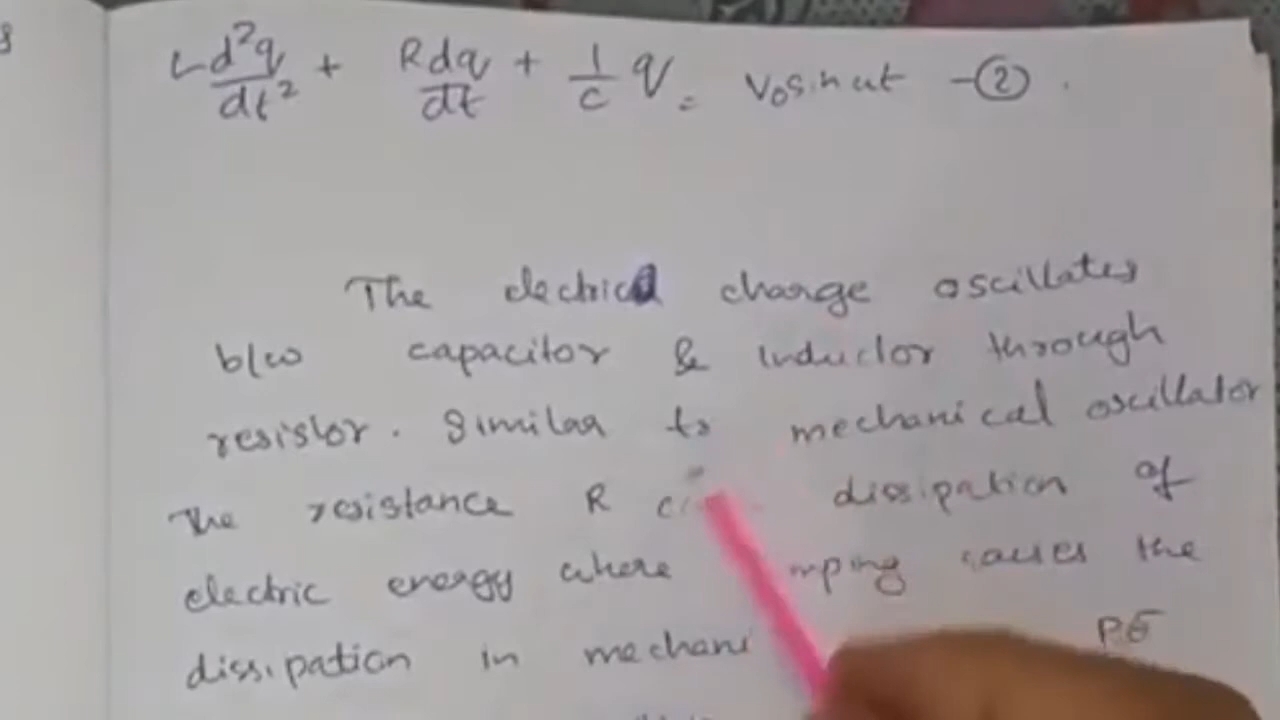 L d²q/dt² + R dq/dt + 1/c q = V₀ sin ωt -②.
The electrical charge oscillates
b/w capacitor & inductor through
resistor. Similar to mechanical oscillator
The resistance R dissipation of
electric energy where causes the
dissipation in PE